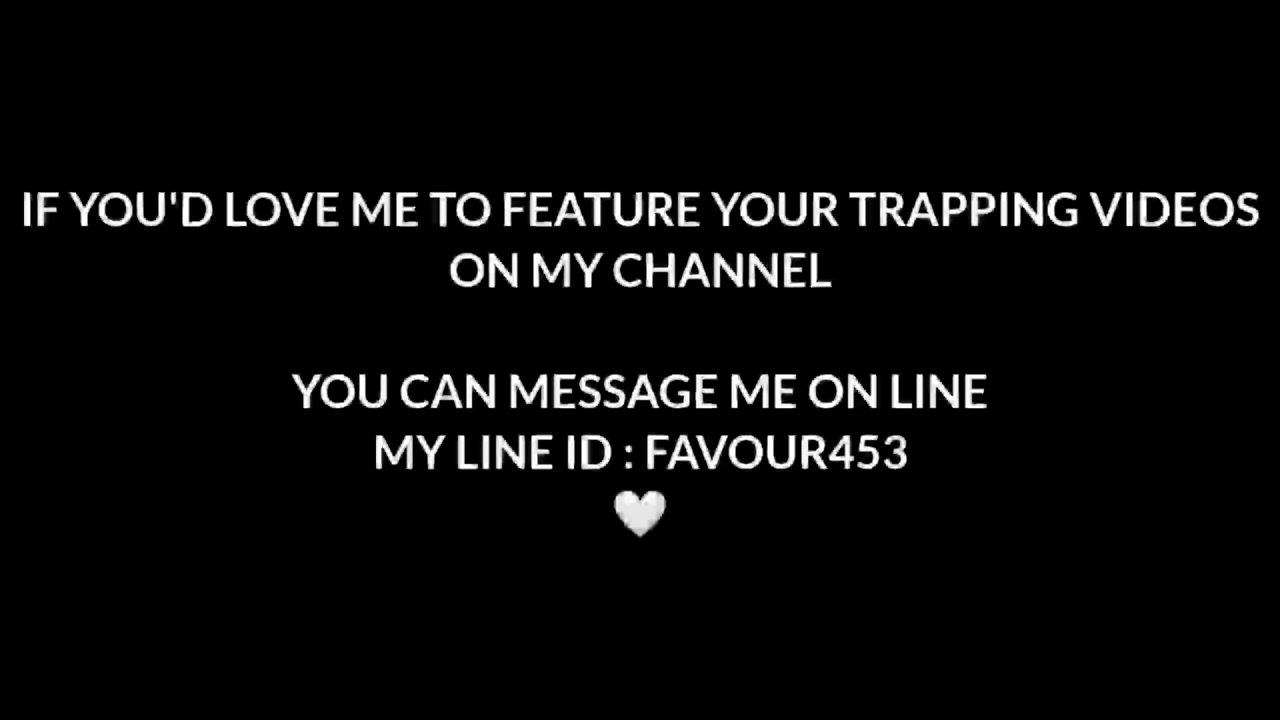 IF YOU'D LOVE ME TO FEATURE YOUR TRAPPING VIDEOS
ON MY CHANNEL
YOU CAN MESSAGE ME ON LINE
MY LINE ID : FAVOUR453
🤍